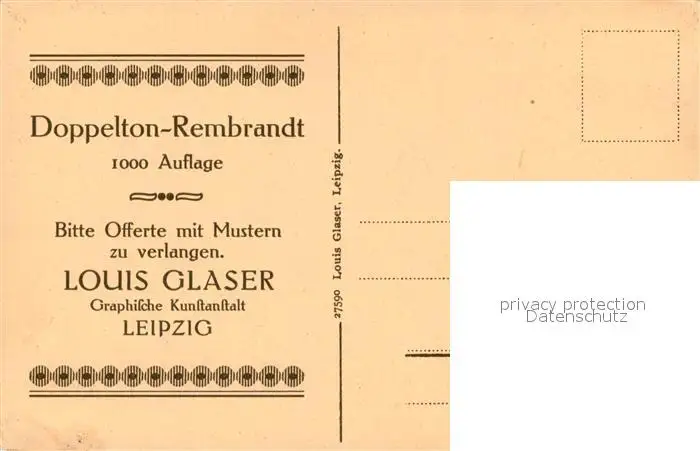 Doppelton-Rembrandt
1000 Auflage
Bitte Offerte mit Mustern
zu verlangen.
LOUIS GLASER
Graphiſche Kunſtanſtalt
LEIPZIG
27590 Louis Glaser, Leipzig.
privacy protection
Datenschutz